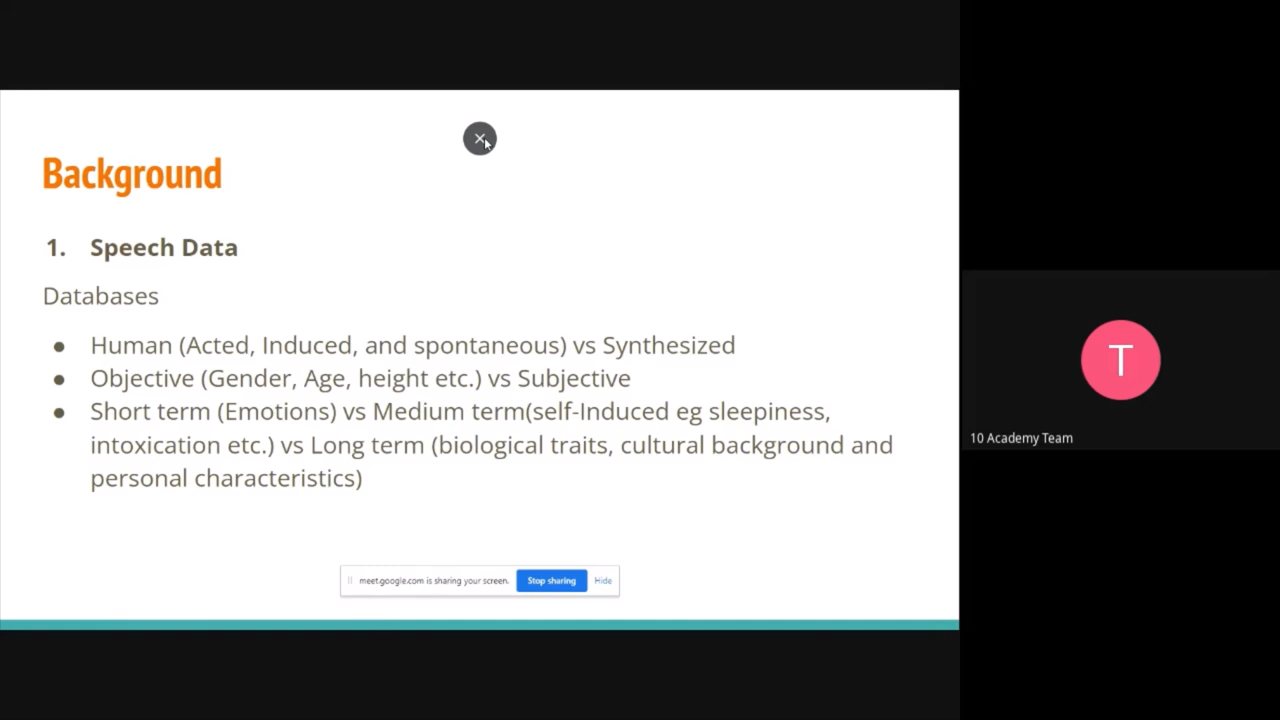 Background
1. Speech Data
Databases
● Human (Acted, Induced, and spontaneous) vs Synthesized
● Objective (Gender, Age, height etc.) vs Subjective
● Short term (Emotions) vs Medium term(self-Induced eg sleepiness,
intoxication etc.) vs Long term (biological traits, cultural background and
personal characteristics)
meet.google.com is sharing your screen. Stop sharing Hide
T
10 Academy Team